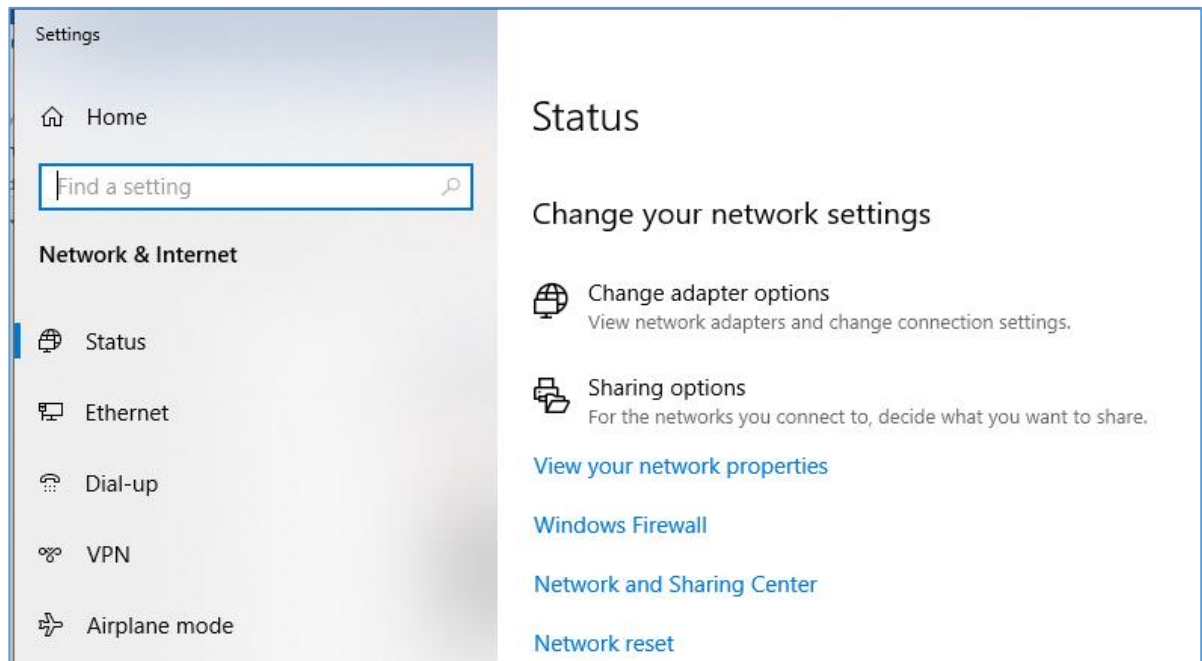 Settings
Home
Find a setting
Network & Internet
Status
Ethernet
Dial-up
VPN
Airplane mode
Status
Change your network settings
Change adapter options
View network adapters and change connection settings.
Sharing options
For the networks you connect to, decide what you want to share.
View your network properties
Windows Firewall
Network and Sharing Center
Network reset